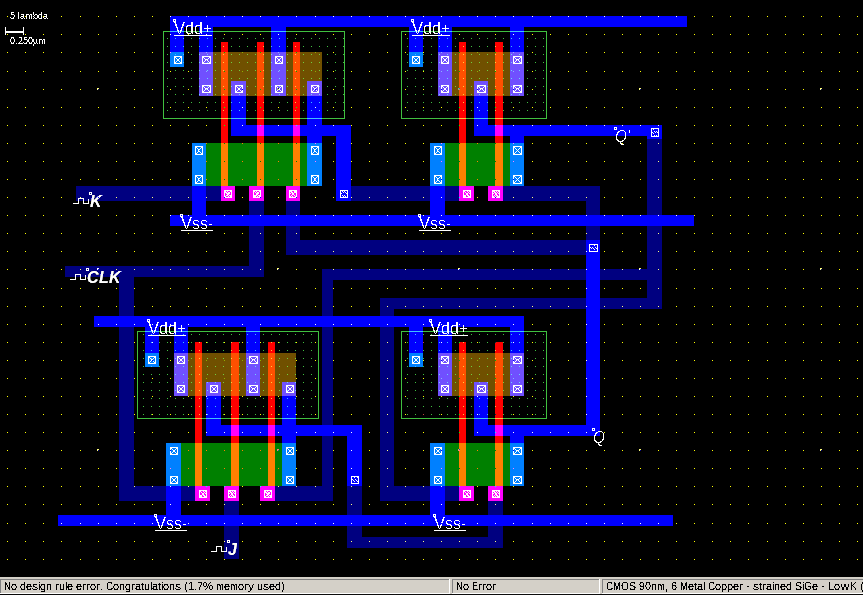 5 lambda
0.250µm
Vdd+
Vdd+
Q'
K
Vss-
Vss-
CLK
Vdd+
Vdd+
Q
Vss-
Vss-
J
No design rule error. Congratulations (1.7% memory used)
No Error
CMOS 90nm, 6 Metal Copper - strained SiGe - LowK (